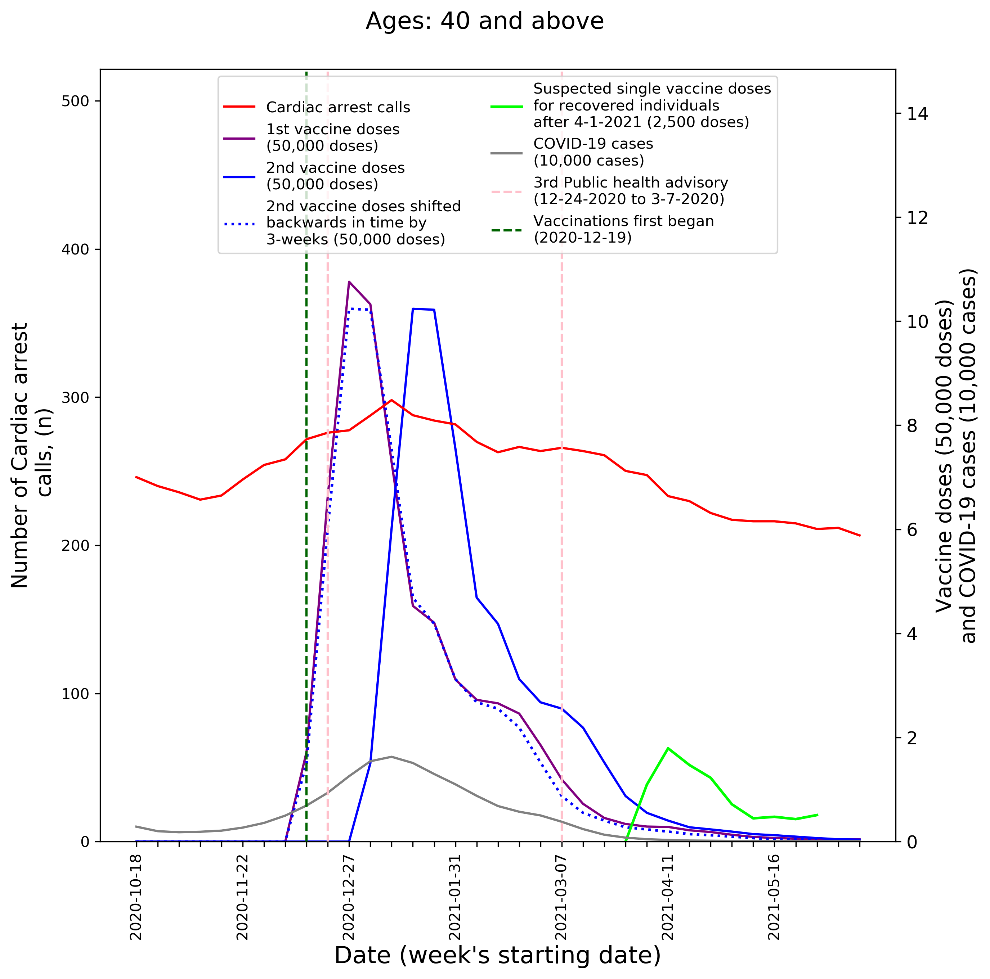 Ages: 40 and above
Cardiac arrest calls
1st vaccine doses
(50,000 doses)
2nd vaccine doses
(50,000 doses)
2nd vaccine doses shifted
backwards in time by
3-weeks (50,000 doses)
Suspected single vaccine doses
for recovered individuals
after 4-1-2021 (2,500 doses)
COVID-19 cases
(10,000 cases)
3rd Public health advisory
(12-24-2020 to 3-7-2020)
Vaccinations first began
(2020-12-19)
Number of Cardiac arrest
calls, (n)
500
400
300
200
100
0
14
12
10
8
6
4
2
0
Vaccine doses (50,000 doses)
and COVID-19 cases (10,000 cases)
2020-10-18
2020-11-22
2020-12-27
2021-01-31
2021-03-07
2021-04-11
2021-05-16
Date (week's starting date)